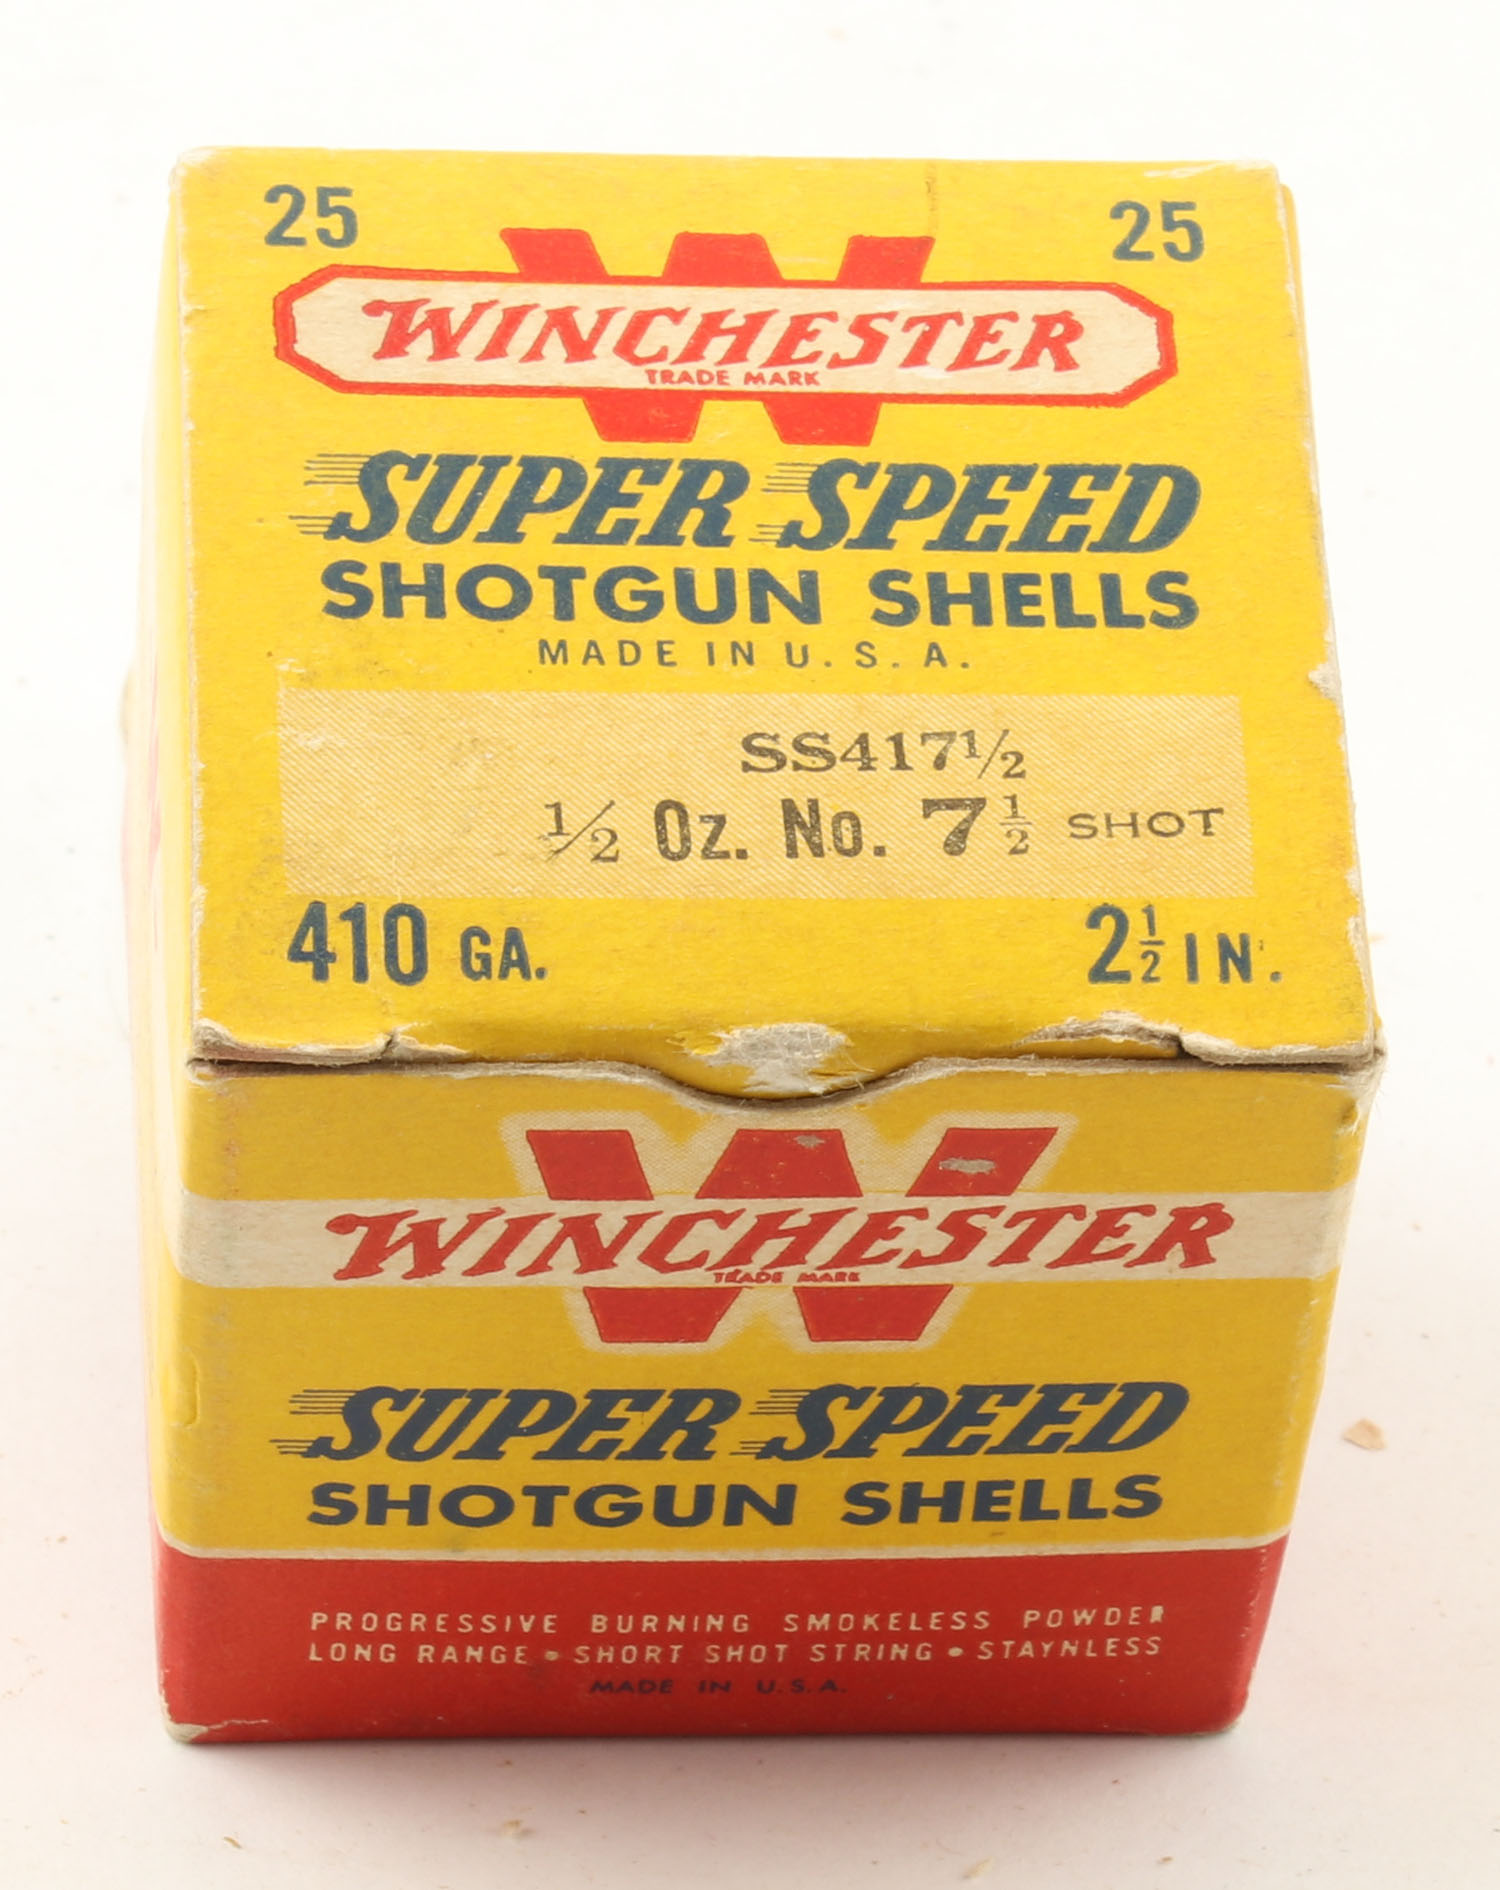 25 25
WINCHESTER
TRADE MARK
SUPER SPEED
SHOTGUN SHELLS
MADE IN U. S. A.
SS417½
½ Oz. No. 7½ SHOT
410 GA. 2½ IN.
WINCHESTER
TRADE MARK
SUPER SPEED
SHOTGUN SHELLS
PROGRESSIVE BURNING SMOKELESS POWDER
LONG RANGE • SHORT SHOT STRING • STAYNLESS
MADE IN U.S.A.